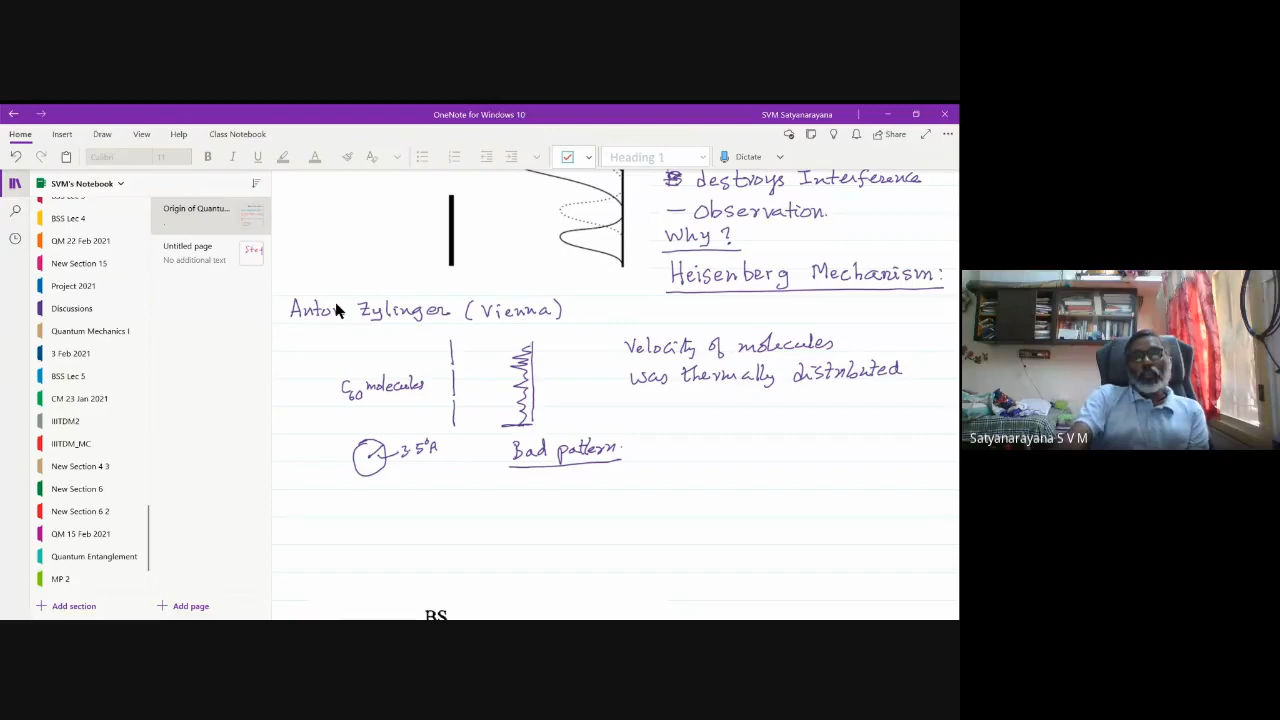 OneNote for Windows 10
SVM Satyanarayana
Home Insert Draw View Help Class Notebook
Share
Calibri 11 B I U A Heading 1 Dictate
SVM's Notebook
BSS Lec 4
QM 22 Feb 2021
New Section 15
Project 2021
Discussions
Quantum Mechanics I
3 Feb 2021
BSS Lec 5
CM 23 Jan 2021
IIITDM2
IIITDM_MC
New Section 4 3
New Section 6
New Section 6 2
QM 15 Feb 2021
Quantum Entanglement
MP 2
+ Add section
Origin of Quantu...
Untitled page
No additional text
+ Add page
destroys Interference
— Observation.
Why?
Heisenberg Mechanism:
Anton Zylinger (Vienna)
C60 molecules
3.5°A
Bad pattern.
Velocity of molecules
was thermally distributed
BS
Satyanarayana S V M